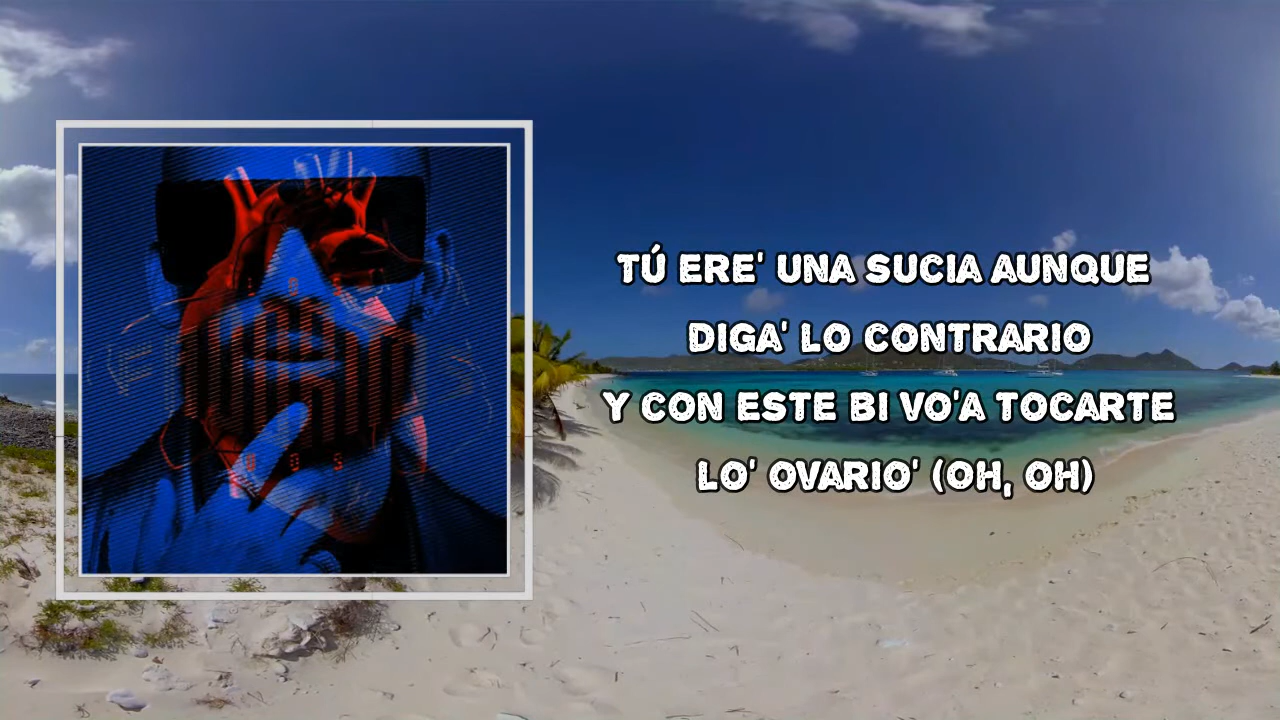 TÚ ERE' UNA SUCIA AUNQUE
DIGA' LO CONTRARIO
Y CON ESTE BI VO'A TOCARTE
LO' OVARIO' (OH, OH)